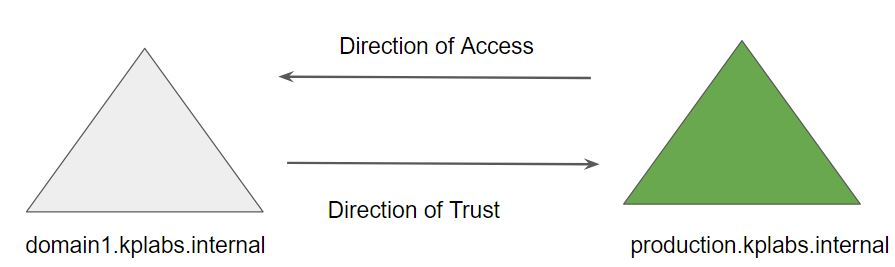 Direction of Access
Direction of Trust
domain1.kplabs.internal
production.kplabs.internal